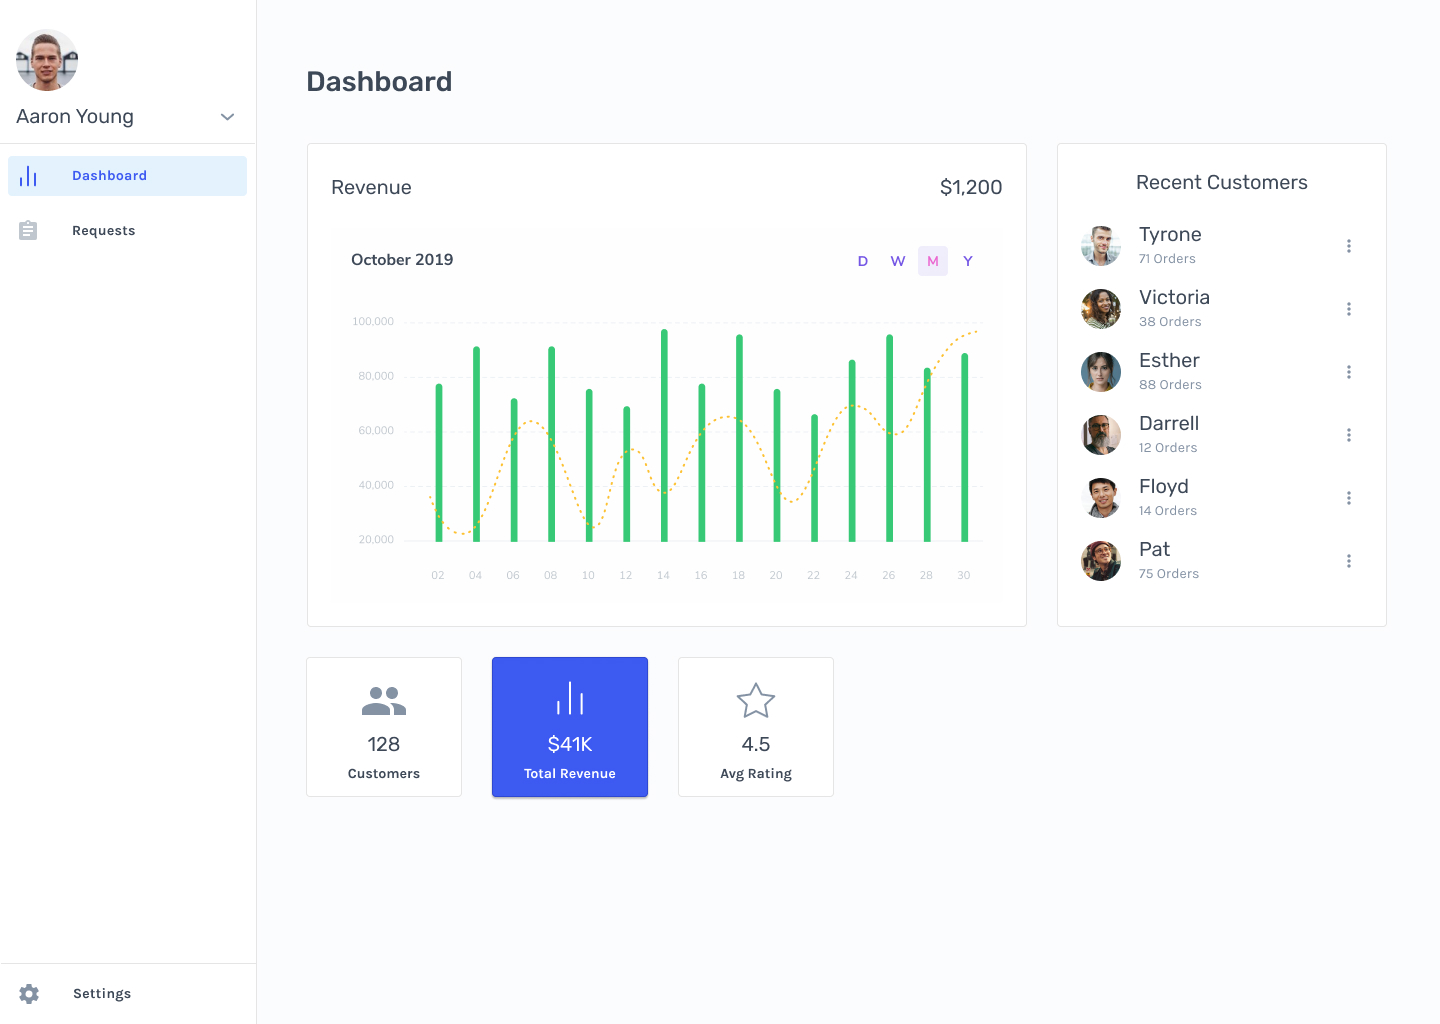 Aaron Young
Dashboard
Requests
Settings
Dashboard
Revenue
$1,200
October 2019
D W M Y
100.000
80.000
60.000
40.000
20.000
02 04 06 08 10 12 14 16 18 20 22 24 26 28 30
Recent Customers
Tyrone
71 Orders
Victoria
38 Orders
Esther
88 Orders
Darrell
12 Orders
Floyd
14 Orders
Pat
75 Orders
128
Customers
$41K
Total Revenue
4.5
Avg Rating